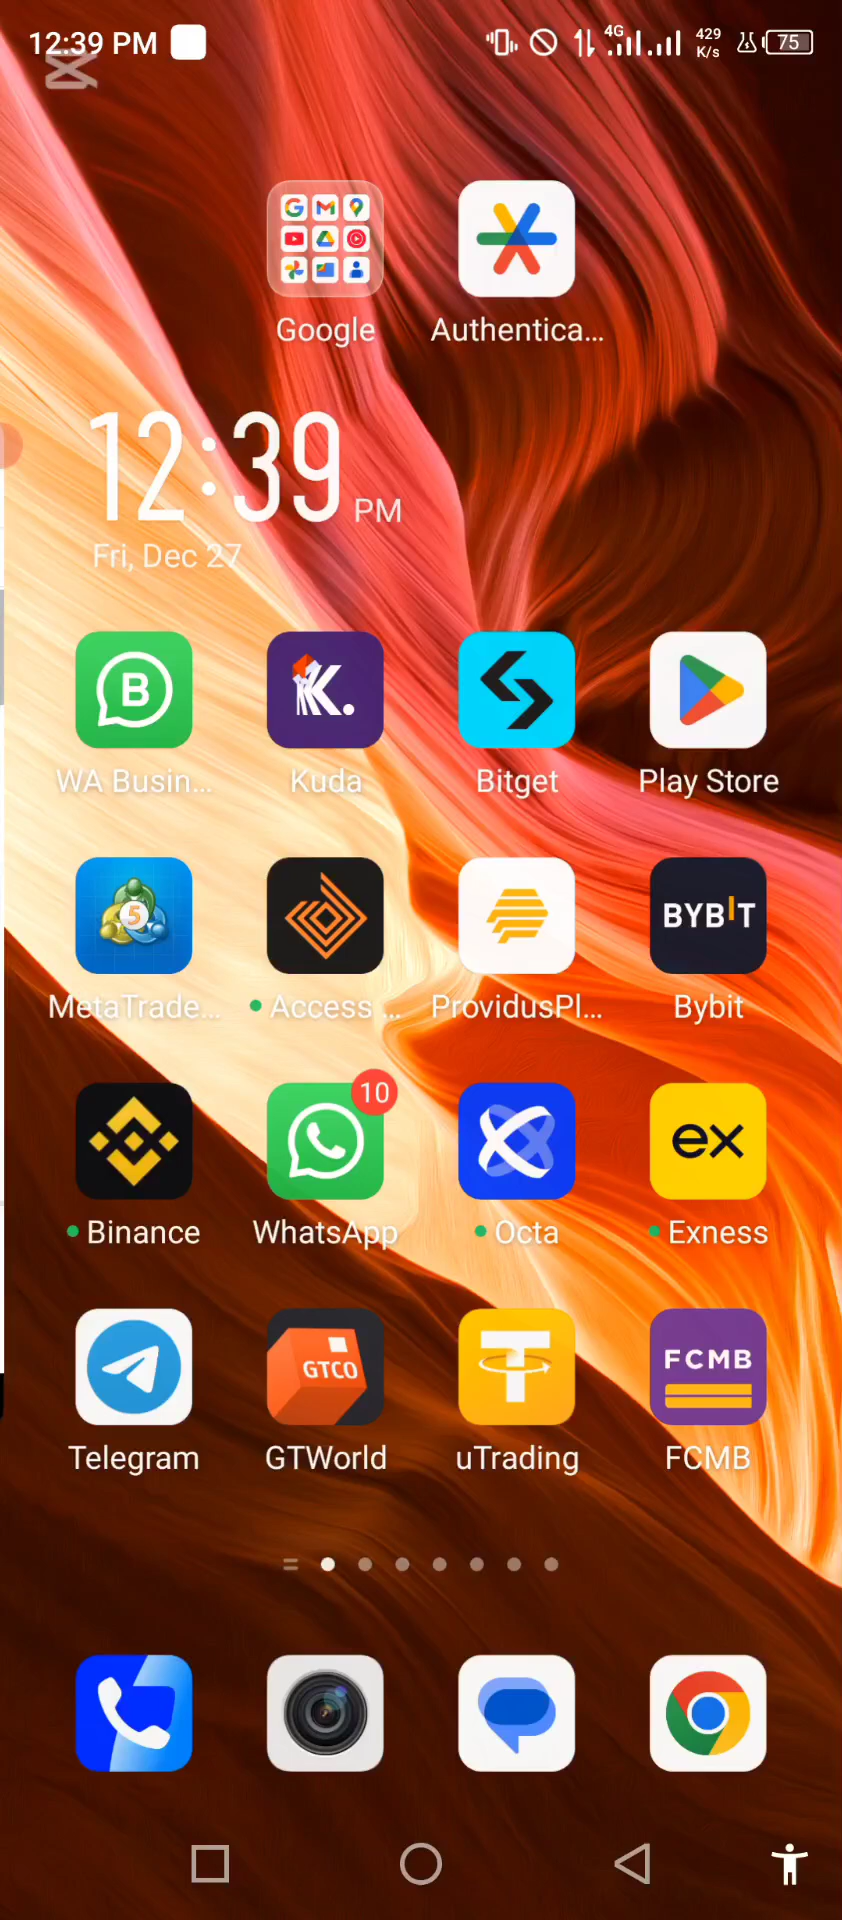 12:39 PM
4G
429
K/s
75
Google
Authentica...
12:39
PM
Fri, Dec 27
B
K.
WA Busin...
Kuda
Bitget
Play Store
5
BYBIT
MetaTrade...
Access ...
ProvidusPl...
Bybit
10
ex
Binance
WhatsApp
Octa
Exness
GTCO
FCMB
Telegram
GTWorld
uTrading
FCMB